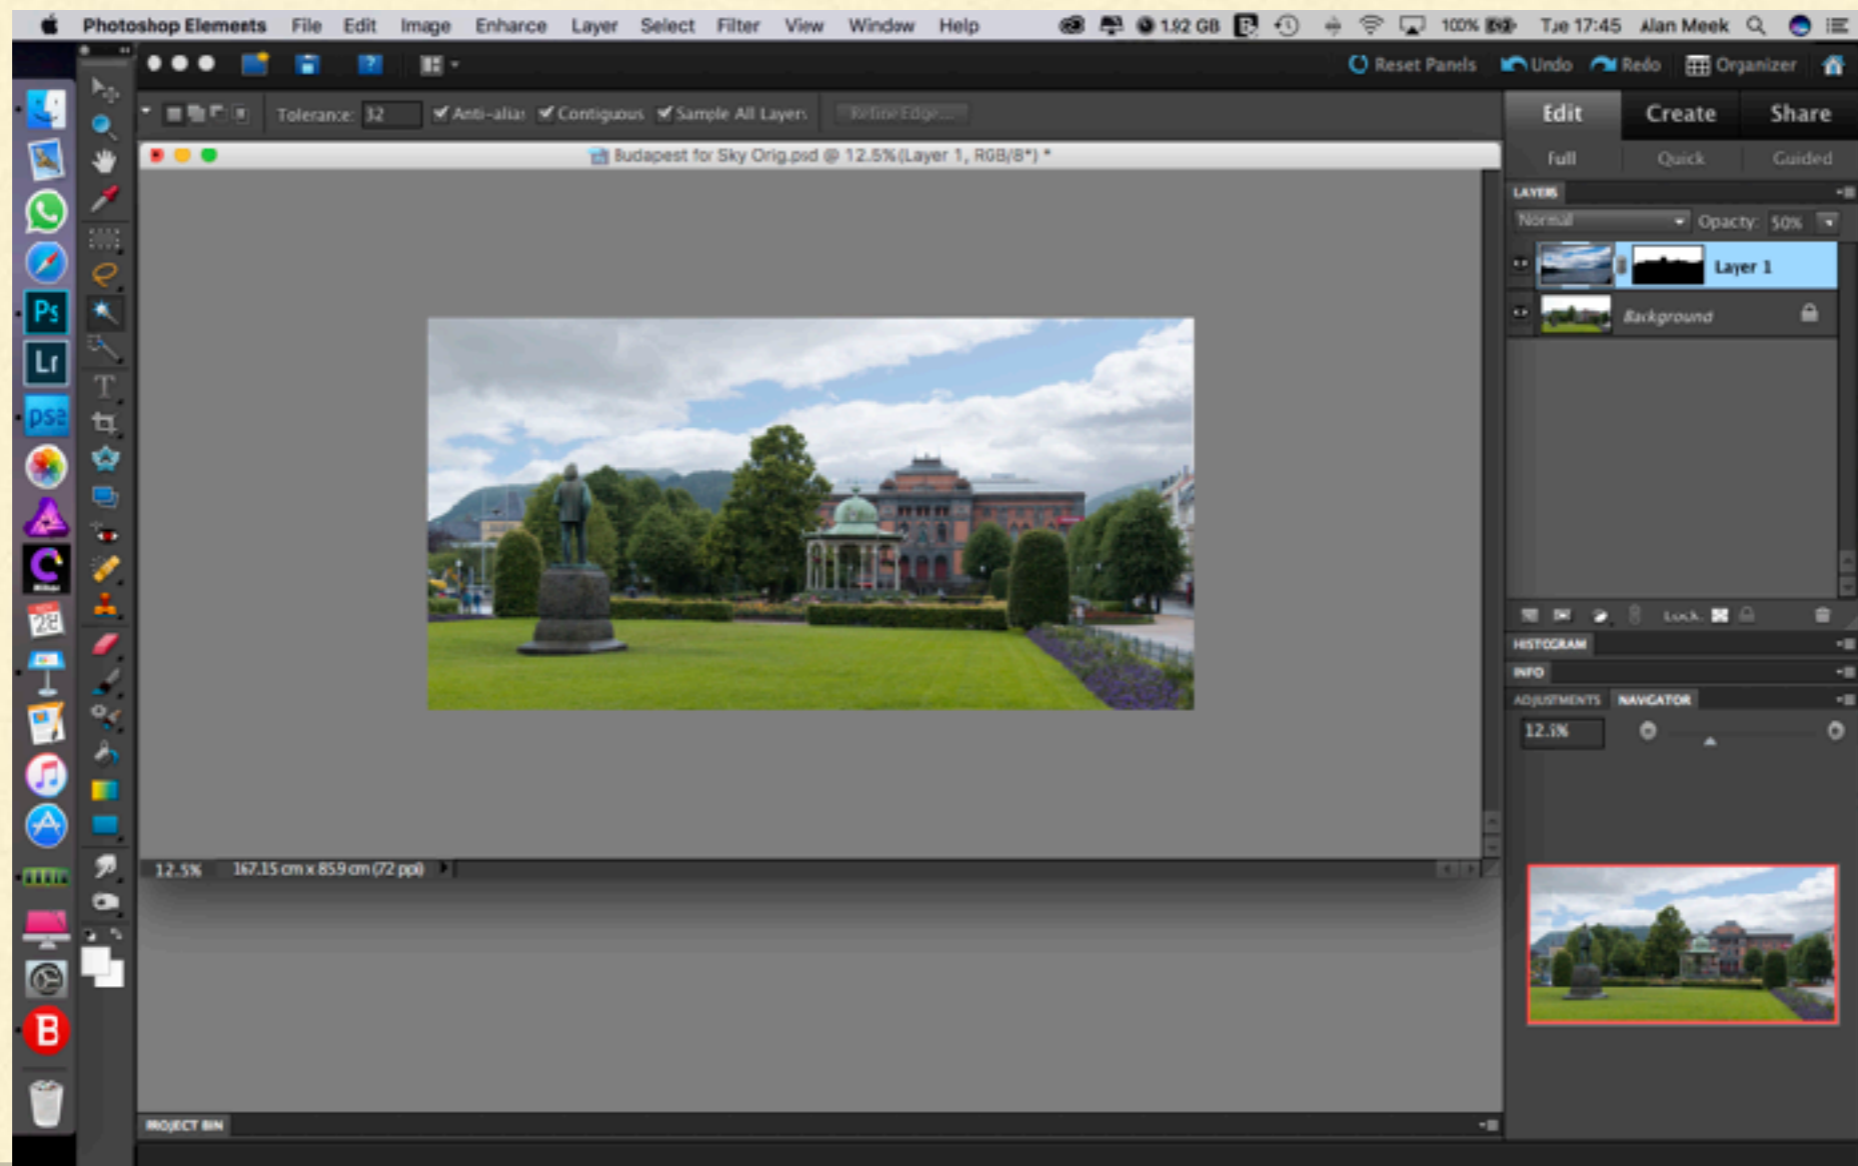 Photoshop Elements File Edit Image Enhance Layer Select Filter View Window Help 1.92 GB 100% Tue 17:45 Alan Meek
Reset Panels Undo Redo Organizer
Tolerance: 32 Anti-alias Contiguous Sample All Layers Refine Edge...
Edit Create Share
Budapest for Sky Orig.psd @ 12.5% (Layer 1, RGB/8*) *
Full Quick Guided
LAYERS
Normal Opacity: 50%
Layer 1
Background
Ps
Lr
pse
T
28
Lock:
HISTOGRAM
INFO
ADJUSTMENTS NAVIGATOR
12.5%
12.5% 167.15 cm x 85.9 cm (72 ppi)
B
PROJECT BIN